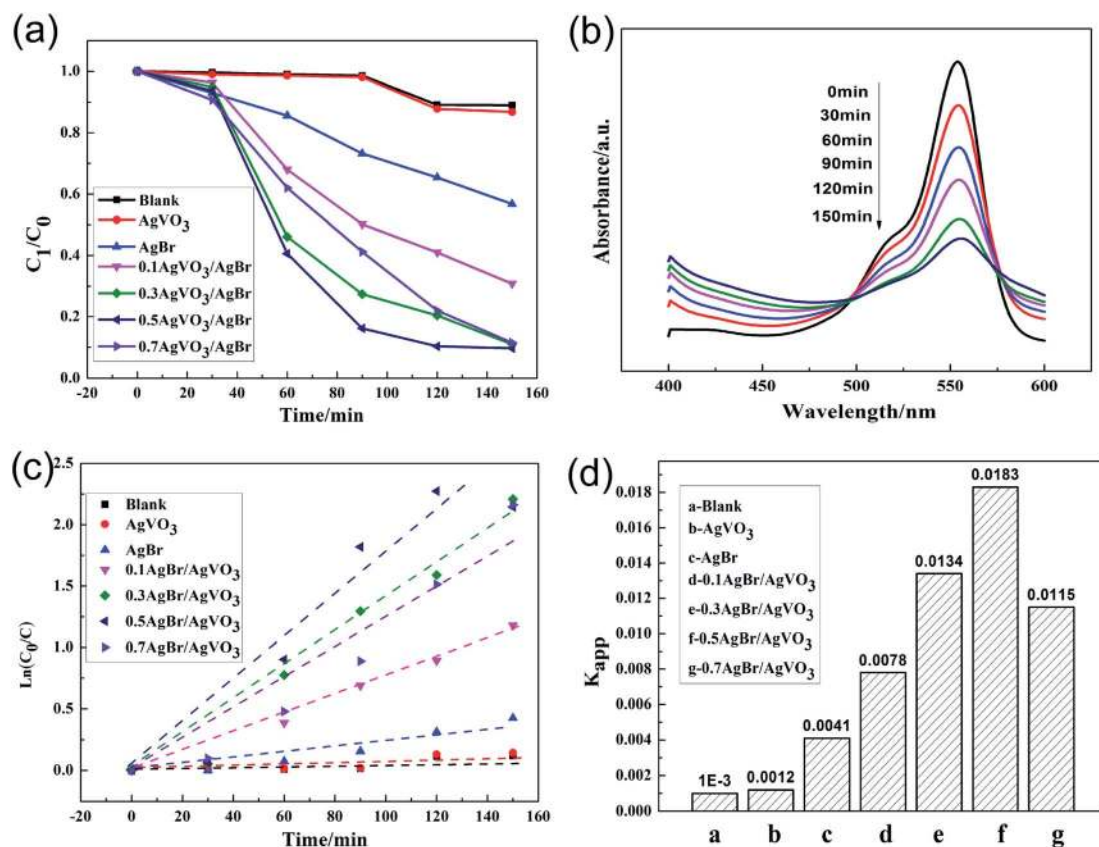 (a)
C1/C0
1.0
0.8
0.6
0.4
0.2
0.0
Blank
AgVO3
AgBr
0.1AgVO3/AgBr
0.3AgVO3/AgBr
0.5AgVO3/AgBr
0.7AgVO3/AgBr
-20 0 20 40 60 80 100 120 140 160
Time/min
(b)
Absorbance/a.u.
0min
30min
60min
90min
120min
150min
400 450 500 550 600
Wavelength/nm
(c)
Ln(C0/C)
2.5
2.0
1.5
1.0
0.5
0.0
Blank
AgVO3
AgBr
0.1AgBr/AgVO3
0.3AgBr/AgVO3
0.5AgBr/AgVO3
0.7AgBr/AgVO3
-20 0 20 40 60 80 100 120 140 160
Time/min
(d)
Kapp
0.018
0.016
0.014
0.012
0.010
0.008
0.006
0.004
0.002
0.000
a-Blank
b-AgVO3
c-AgBr
d-0.1AgBr/AgVO3
e-0.3AgBr/AgVO3
f-0.5AgBr/AgVO3
g-0.7AgBr/AgVO3
1E-3
0.0012
0.0041
0.0078
0.0134
0.0183
0.0115
a b c d e f g